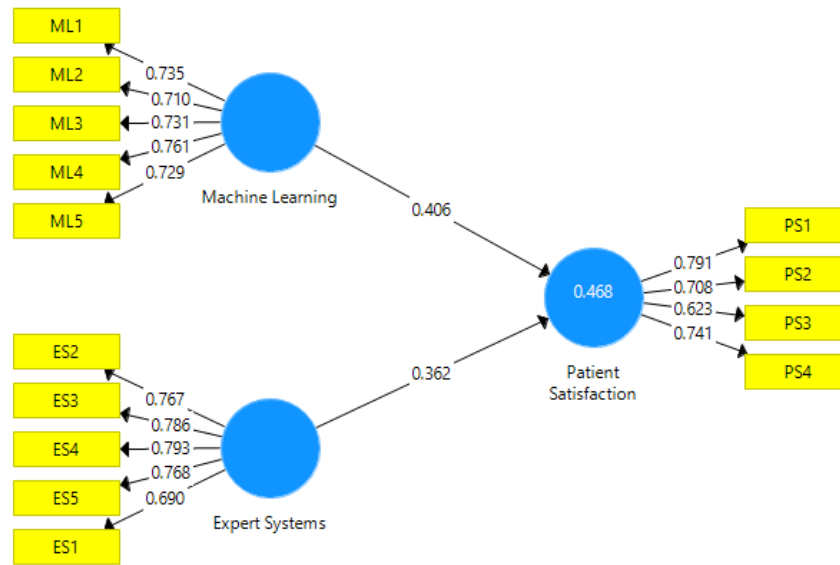 ML1
ML2
ML3
ML4
ML5
0.735
0.710
0.731
0.761
0.729
Machine Learning
0.406
ES2
ES3
ES4
ES5
ES1
0.767
0.786
0.793
0.768
0.690
Expert Systems
0.362
0.468
Patient
Satisfaction
0.791
0.708
0.623
0.741
PS1
PS2
PS3
PS4